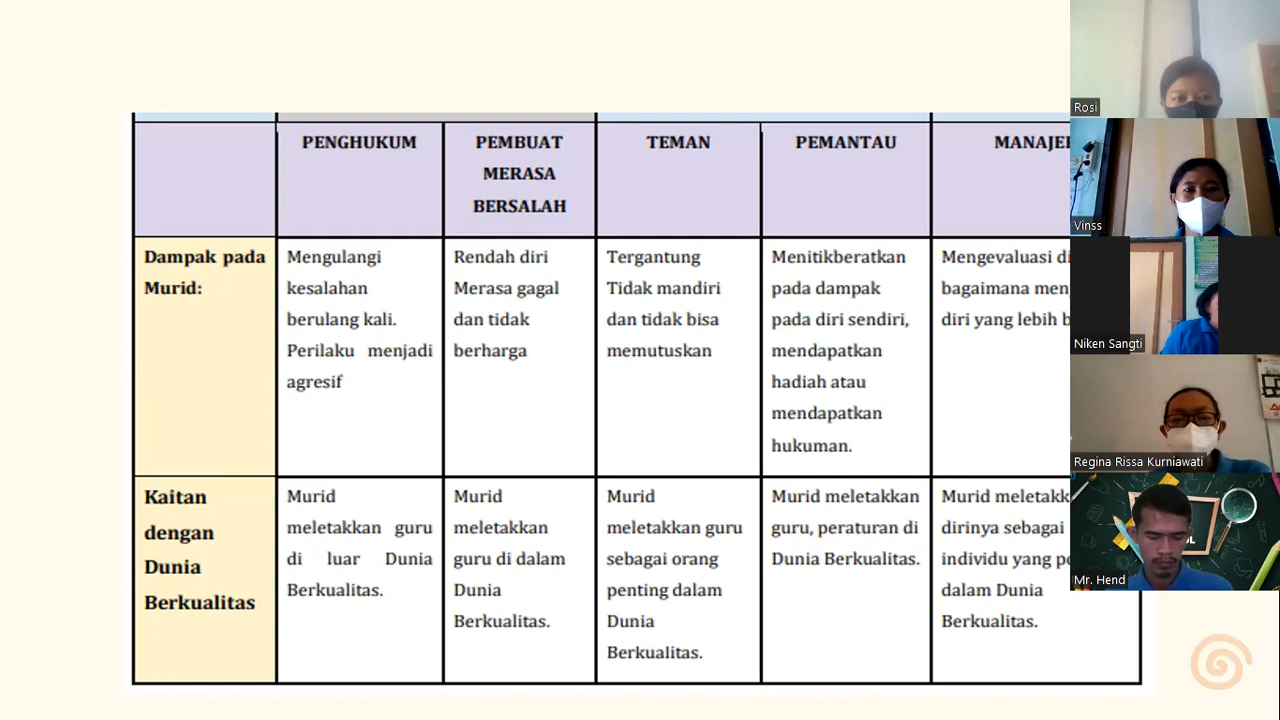 PENGHUKUM
PEMBUAT
MERASA
BERSALAH
TEMAN
PEMANTAU
Dampak pada
Murid:
Mengulangi
kesalahan
berulang kali.
Perilaku menjadi
agresif
Rendah diri
Merasa gagal
dan tidak
berharga
Tergantung
Tidak mandiri
dan tidak bisa
memutuskan
Menitikberatkan
pada dampak
pada diri sendiri,
mendapatkan
hadiah atau
mendapatkan
hukuman.
Mengevaluasi
bagaimana
diri yang lebih
Kaitan
dengan
Dunia
Berkualitas
Murid
meletakkan guru
di luar Dunia
Berkualitas.
Murid
meletakkan
guru di dalam
Dunia
Berkualitas.
Murid
meletakkan guru
sebagai orang
penting dalam
Dunia
Berkualitas.
Murid meletakkan
guru, peraturan di
Dunia Berkualitas.
Murid
dirinya sebagai
individu yang
dalam Dunia
Berkualitas.
Rosi
Vinss
Niken Sangti
Regina Rissa Kurniawati
Mr. Hend